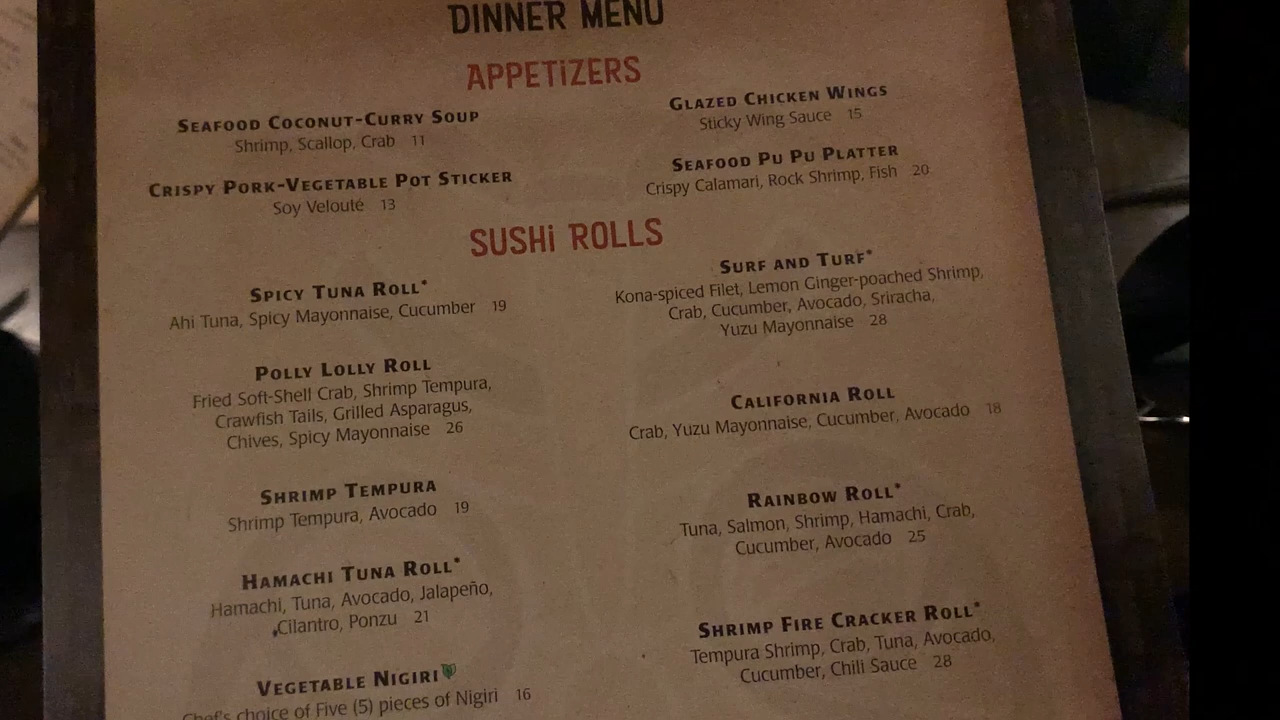 DINNER MENU
APPETiZERS
SEAFOOD COCONUT-CURRY SOUP
Shrimp, Scallop, Crab 11
CRISPY PORK-VEGETABLE POT STICKER
Soy Velouté 13
GLAZED CHICKEN WINGS
Sticky Wing Sauce 15
SEAFOOD PU PU PLATTER
Crispy Calamari, Rock Shrimp, Fish 20
SUSHi ROLLS
SPICY TUNA ROLL*
Ahi Tuna, Spicy Mayonnaise, Cucumber 19
POLLY LOLLY ROLL
Fried Soft-Shell Crab, Shrimp Tempura,
Crawfish Tails, Grilled Asparagus,
Chives, Spicy Mayonnaise 26
SHRIMP TEMPURA
Shrimp Tempura, Avocado 19
HAMACHI TUNA ROLL*
Hamachi, Tuna, Avocado, Jalapeño,
Cilantro, Ponzu 21
VEGETABLE NIGIRI
Chef's choice of Five (5) pieces of Nigiri 16
SURF AND TURF*
Kona-spiced Filet, Lemon Ginger-poached Shrimp,
Crab, Cucumber, Avocado, Sriracha,
Yuzu Mayonnaise 28
CALIFORNIA ROLL
Crab, Yuzu Mayonnaise, Cucumber, Avocado 18
RAINBOW ROLL*
Tuna, Salmon, Shrimp, Hamachi, Crab,
Cucumber, Avocado 25
SHRIMP FIRE CRACKER ROLL*
Tempura Shrimp, Crab, Tuna, Avocado,
Cucumber, Chili Sauce 28